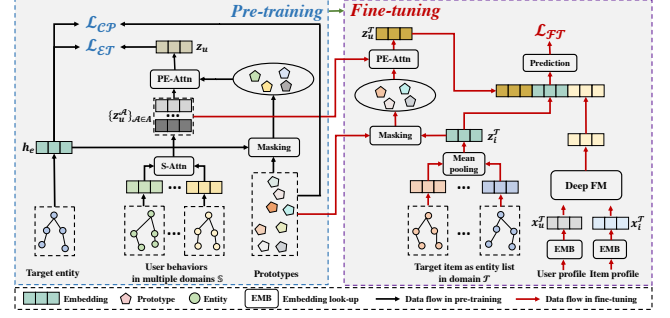 Pre-training
Fine-tuning
ℒ_CP
ℒ_ET
z_u
PE-Attn
{z_u^A}_{A∈A}
...
h_e
S-Attn
Masking
...
...
Target entity
User behaviors
in multiple domains 𝕊
Prototypes
z_u^T
PE-Attn
Masking
z_i^T
Mean
pooling
...
...
Target item as entity list
in domain T
ℒ_FT
Prediction
Deep FM
x_u^T
x_i^T
EMB
EMB
User profile
Item profile
Embedding
Prototype
Entity
EMB
Embedding look-up
Data flow in pre-training
Data flow in fine-tuning